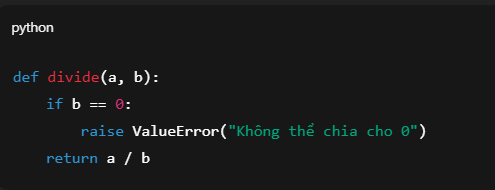 python
def divide(a, b):
    if b == 0:
        raise ValueError("Không thể chia cho 0")
    return a / b